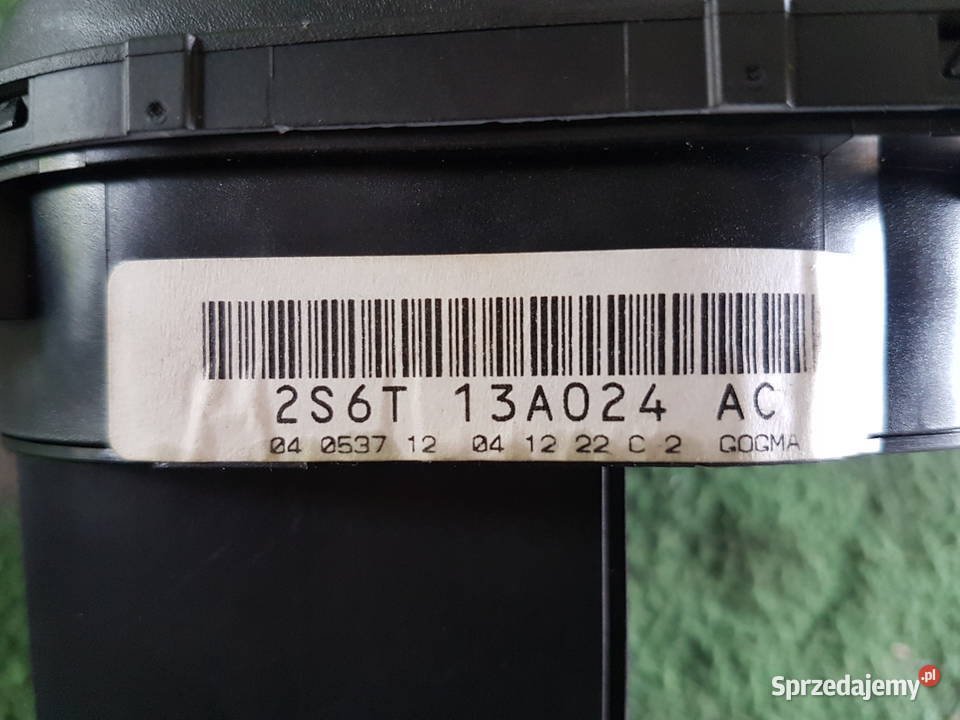 2S6T 13A024 AC
04 0537 12 04 12 22 C 2 GOGMA
Sprzedajemy.pl